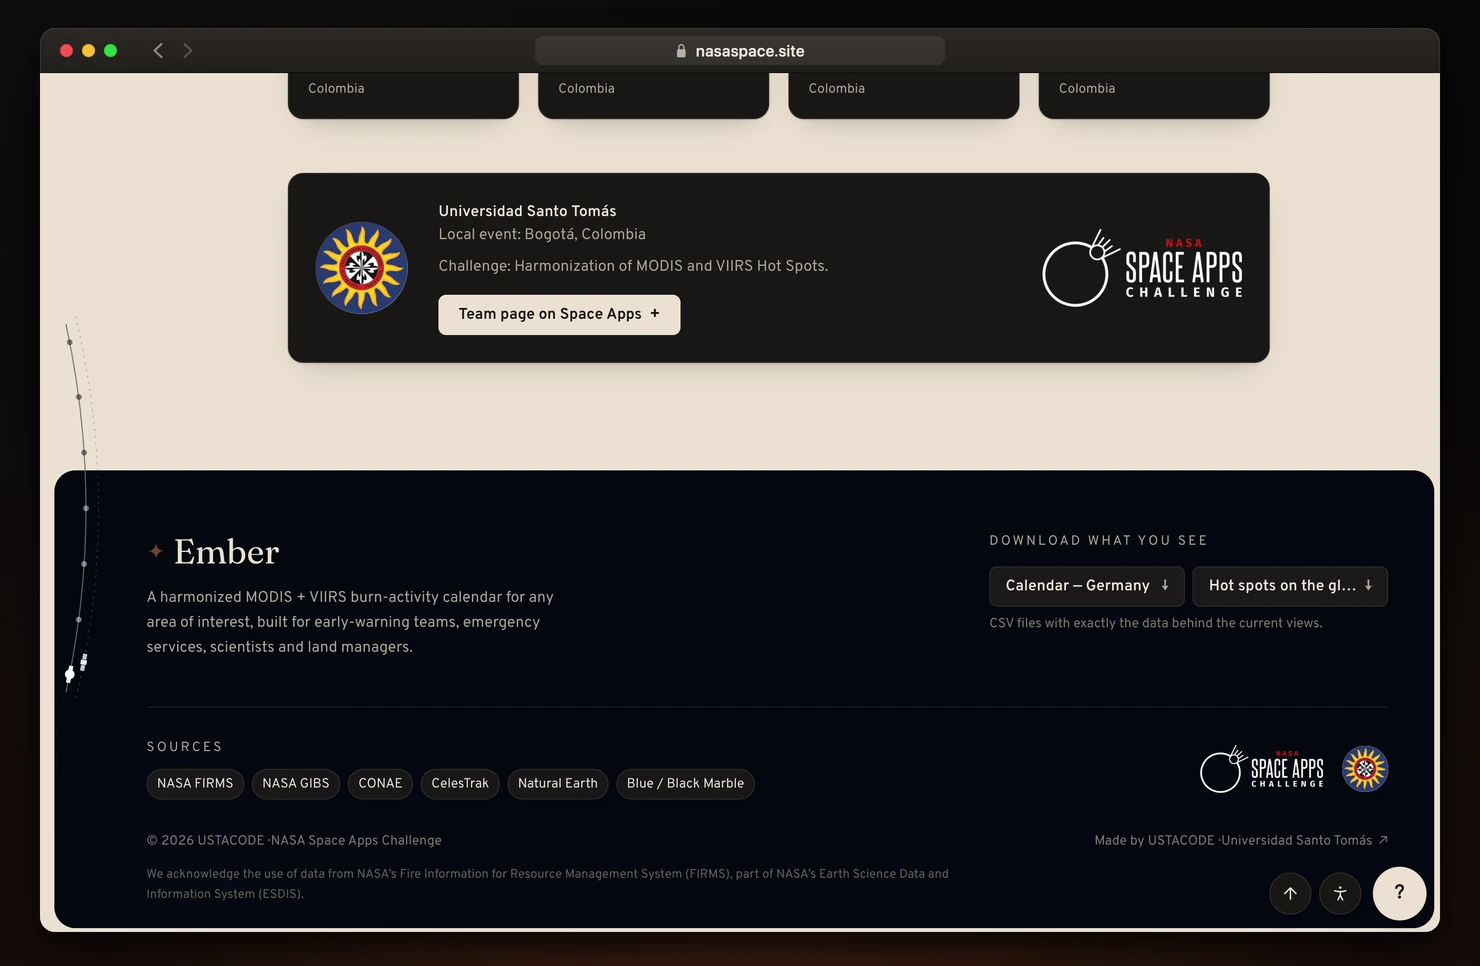 nasaspace.site
Colombia
Colombia
Colombia
Colombia
Universidad Santo Tomás
Local event: Bogotá, Colombia
Challenge: Harmonization of MODIS and VIIRS Hot Spots.
Team page on Space Apps +
NASA
SPACE APPS
CHALLENGE
Ember
A harmonized MODIS + VIIRS burn-activity calendar for any
area of interest, built for early-warning teams, emergency
services, scientists and land managers.
DOWNLOAD WHAT YOU SEE
Calendar – Germany ↓
Hot spots on the gl... ↓
CSV files with exactly the data behind the current views.
SOURCES
NASA FIRMS
NASA GIBS
CONAE
CelesTrak
Natural Earth
Blue / Black Marble
NASA
SPACE APPS
CHALLENGE
© 2026 USTACODE ·NASA Space Apps Challenge
Made by USTACODE ·Universidad Santo Tomás ↗
We acknowledge the use of data from NASA's Fire Information for Resource Management System (FIRMS), part of NASA's Earth Science Data and
Information System (ESDIS).
?